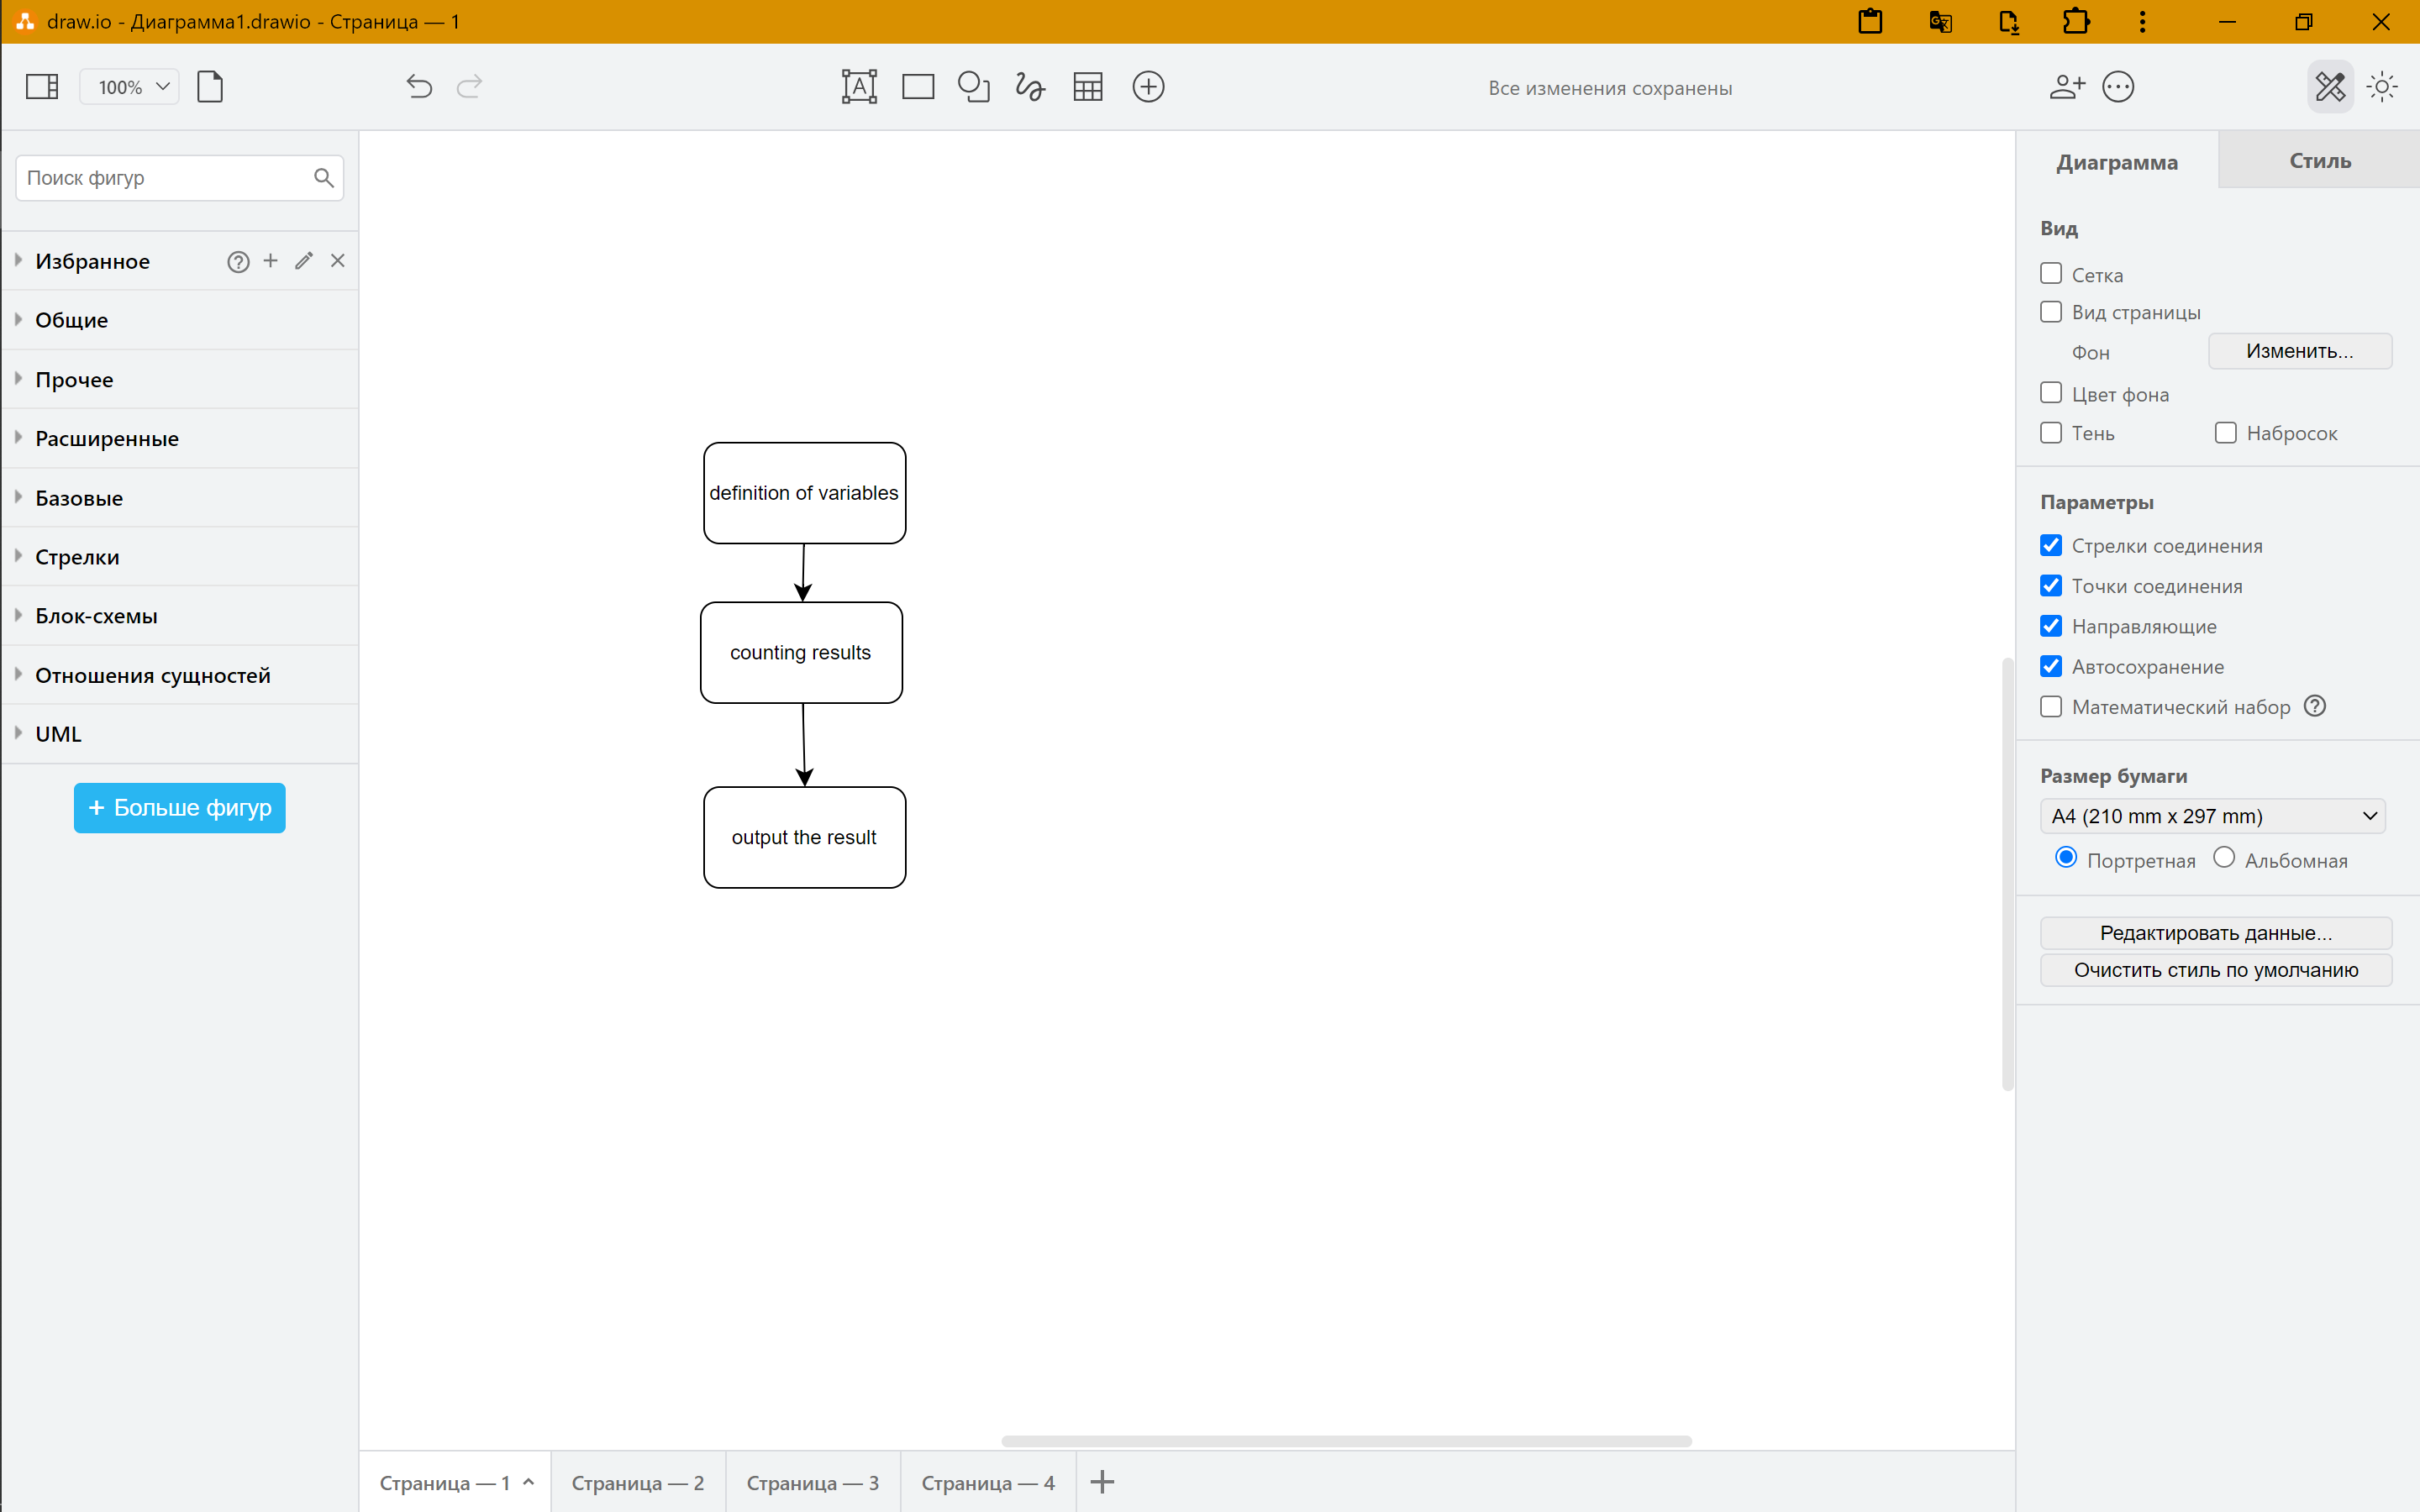 draw.io - Диаграмма1.drawio - Страница — 1
100%
A
Все изменения сохранены
Поиск фигур
Избранное
Общие
Прочее
Расширенные
Базовые
Стрелки
Блок-схемы
Отношения сущностей
UML
+ Больше фигур
definition of variables
counting results
output the result
Диаграмма
Стиль
Вид
Сетка
Вид страницы
Фон
Изменить...
Цвет фона
Тень
Набросок
Параметры
Стрелки соединения
Точки соединения
Направляющие
Автосохранение
Математический набор
Размер бумаги
A4 (210 mm x 297 mm)
Портретная
Альбомная
Редактировать данные...
Очистить стиль по умолчанию
Страница — 1
Страница — 2
Страница — 3
Страница — 4